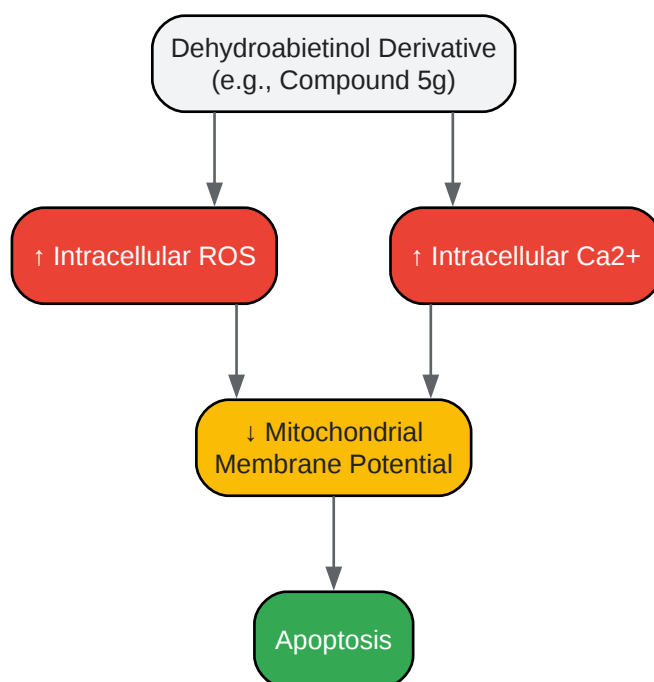 Dehydroabietinol Derivative
(e.g., Compound 5g)
↑ Intracellular ROS
↑ Intracellular Ca2+
↓ Mitochondrial
Membrane Potential
Apoptosis